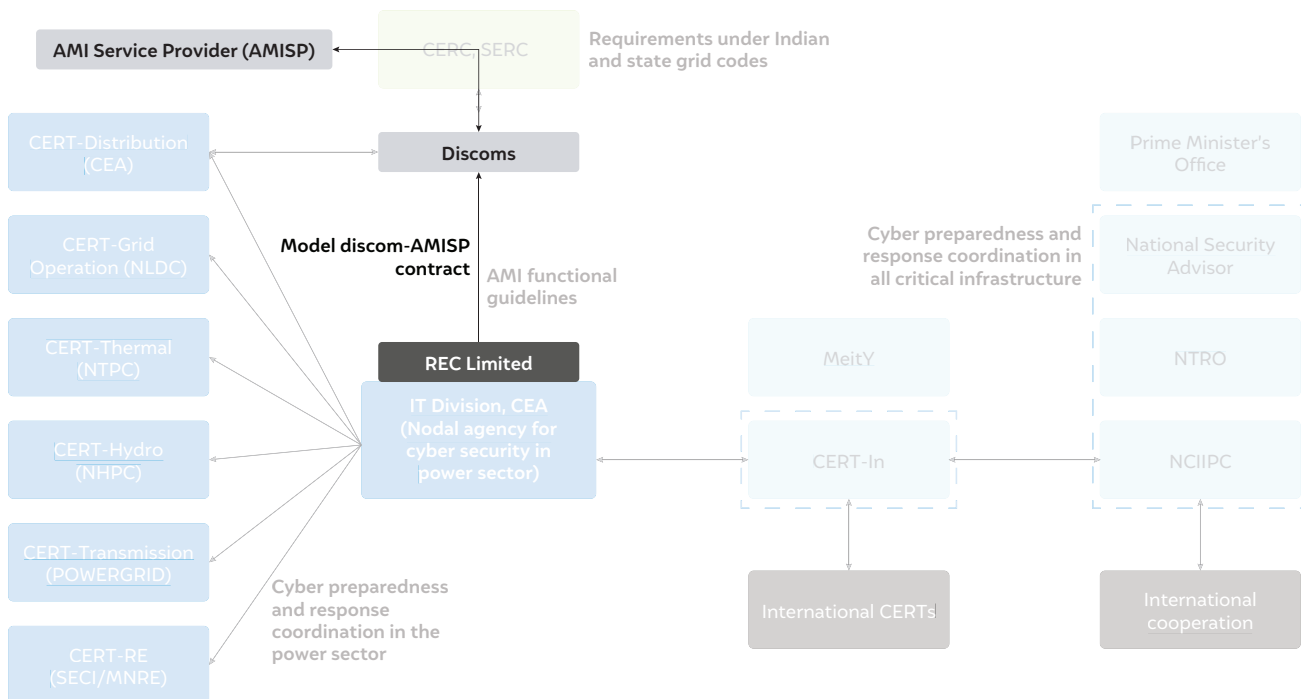 AMI Service Provider (AMISP)
CERC, SERC
Requirements under Indian
and state grid codes
CERT-Distribution
(CEA)
Discoms
Prime Minister's
Office
CERT-Grid
Operation (NLDC)
Model discom-AMISP
contract
AMI functional
guidelines
Cyber preparedness and
response coordination in
all critical infrastructure
National Security
Advisor
CERT-Thermal
(NTPC)
REC Limited
MeitY
NTRO
IT Division, CEA
(Nodal agency for
cyber security in
power sector)
CERT-Hydro
(NHPC)
CERT-In
NCIIPC
CERT-Transmission
(POWERGRID)
Cyber preparedness
and response
coordination in the
power sector
International CERTs
International
cooperation
CERT-RE
(SECI/MNRE)